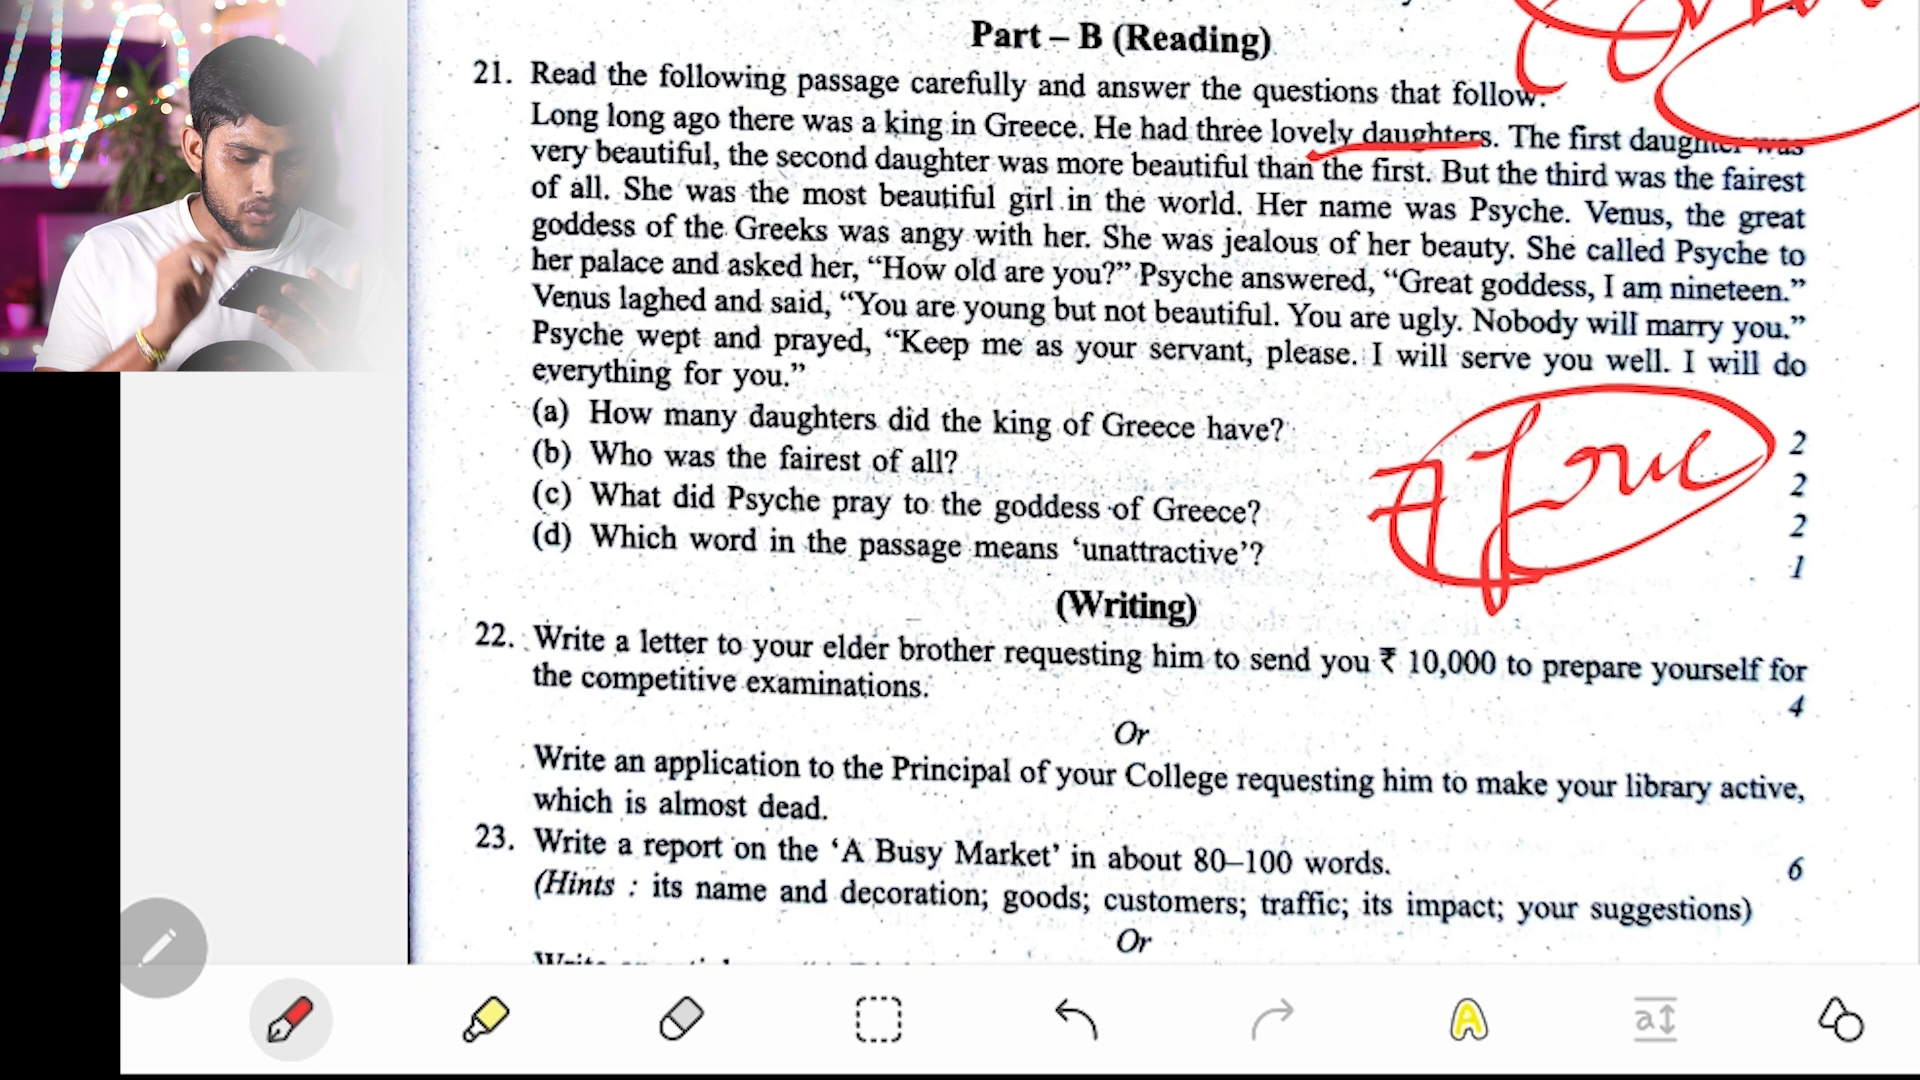 Part – B (Reading)
21. Read the following passage carefully and answer the questions that follow.
Long long ago there was a king in Greece. He had three lovely daughters. The first daughter was
very beautiful, the second daughter was more beautiful than the first. But the third was the fairest
of all. She was the most beautiful girl in the world. Her name was Psyche. Venus, the great
goddess of the Greeks was angy with her. She was jealous of her beauty. She called Psyche to
her palace and asked her, “How old are you?” Psyche answered, “Great goddess, I am nineteen.”
Venus laghed and said, “You are young but not beautiful. You are ugly. Nobody will marry you.”
Psyche wept and prayed, “Keep me as your servant, please. I will serve you well. I will do
everything for you.”
(a) How many daughters did the king of Greece have? 2
(b) Who was the fairest of all? 2
(c) What did Psyche pray to the goddess of Greece? 2
(d) Which word in the passage means ‘unattractive’? 1
(Writing)
22. Write a letter to your elder brother requesting him to send you ₹ 10,000 to prepare yourself for
the competitive examinations. 4
Or
Write an application to the Principal of your College requesting him to make your library active,
which is almost dead.
23. Write a report on the ‘A Busy Market’ in about 80–100 words. 6
(Hints : its name and decoration; goods; customers; traffic; its impact; your suggestions)
Or